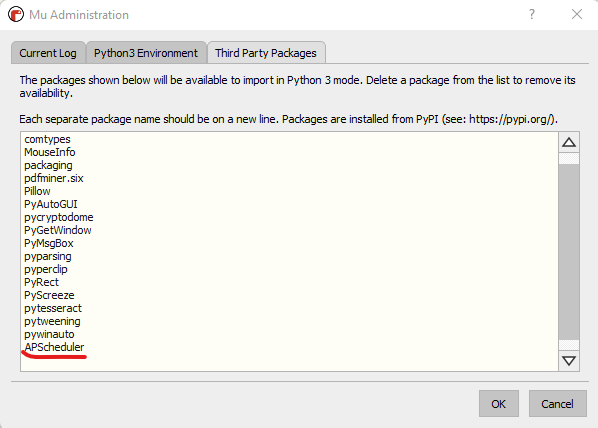 Mu Administration
Current Log
Python3 Environment
Third Party Packages
The packages shown below will be available to import in Python 3 mode. Delete a package from the list to remove its
availability.
Each separate package name should be on a new line. Packages are installed from PyPI (see: https://pypi.org/).
comtypes
MouseInfo
packaging
pdfminer.six
Pillow
PyAutoGUI
pycryptodome
PyGetWindow
PyMsgBox
pyparsing
pyperclip
PyRect
PyScreeze
pytesseract
pytweening
pywinauto
APScheduler
OK
Cancel